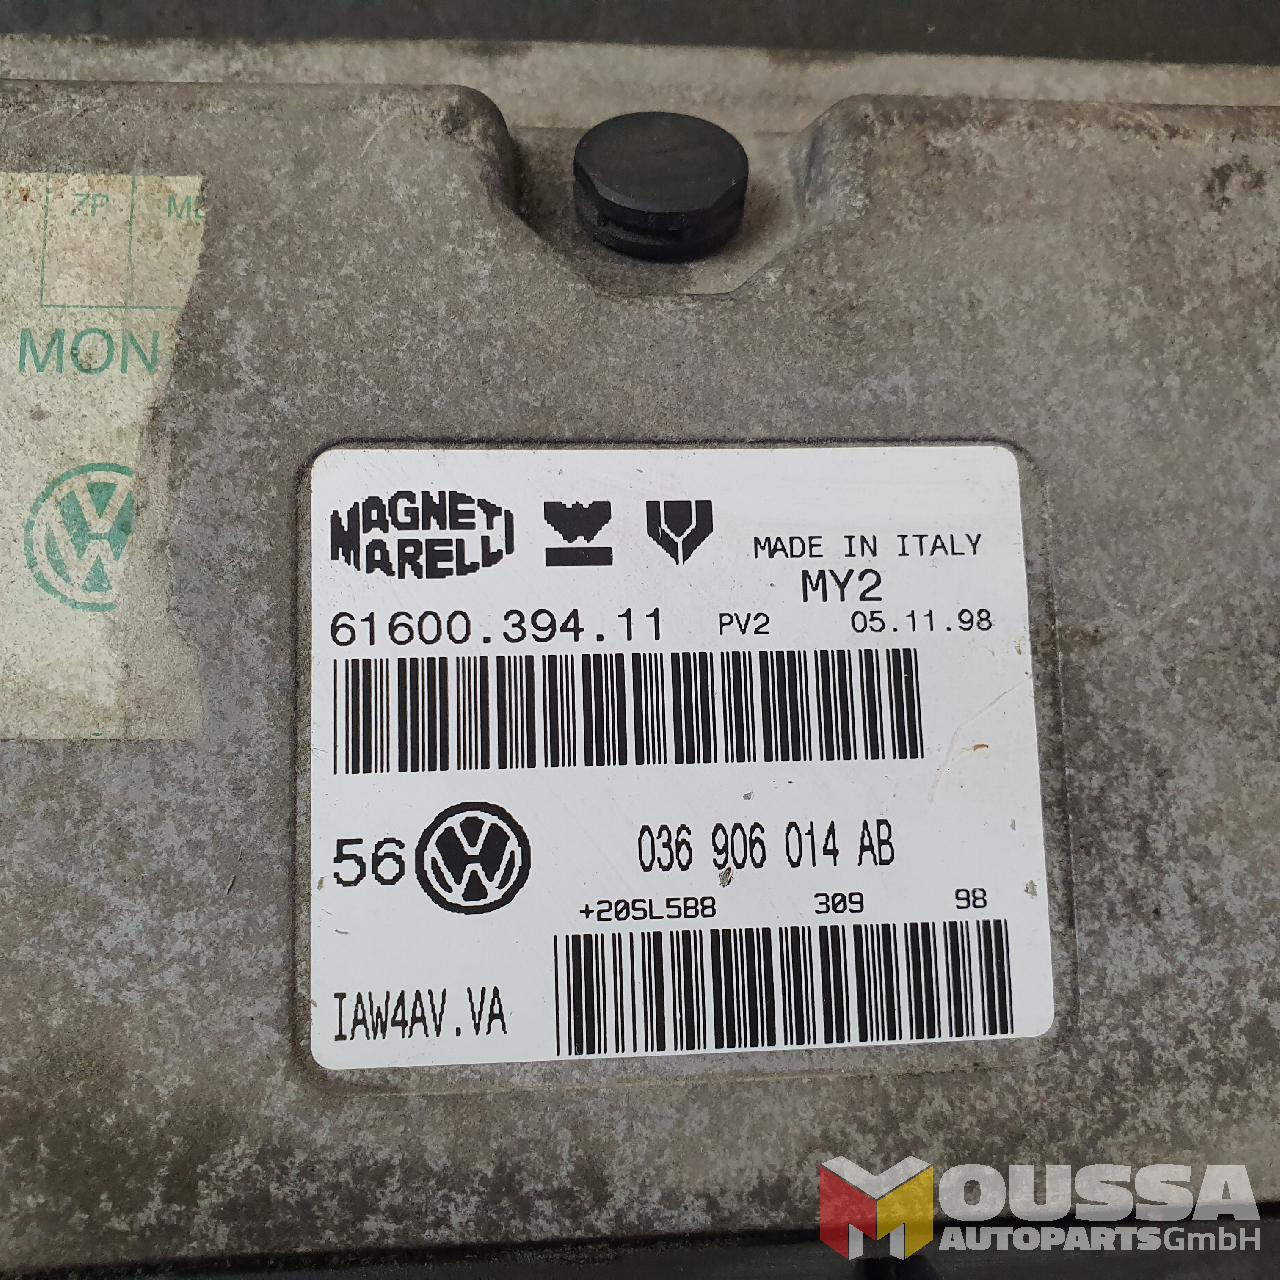 ZP
MON
MAGNETI
MARELLI
MADE IN ITALY
MY2
61600.394.11 PV2 05.11.98
56 036 906 014 AB
+20SL5B8 309 98
IAW4AV.VA
MOUSSA
AUTOPARTSGmbH